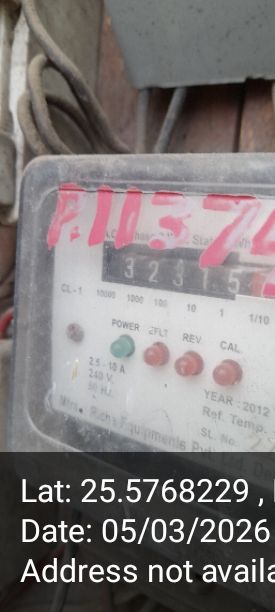 P.11374
3 2 3 1 5
CL-1 10000 1000 100 10 1 1/10
POWER EFLT REV. CAL
2.5 - 10 A
240 V
50 Hz.
YEAR - 2012
Ref. Temp.
SL. No.
Lat: 25.5768229 ,
Date: 05/03/2026
Address not availa